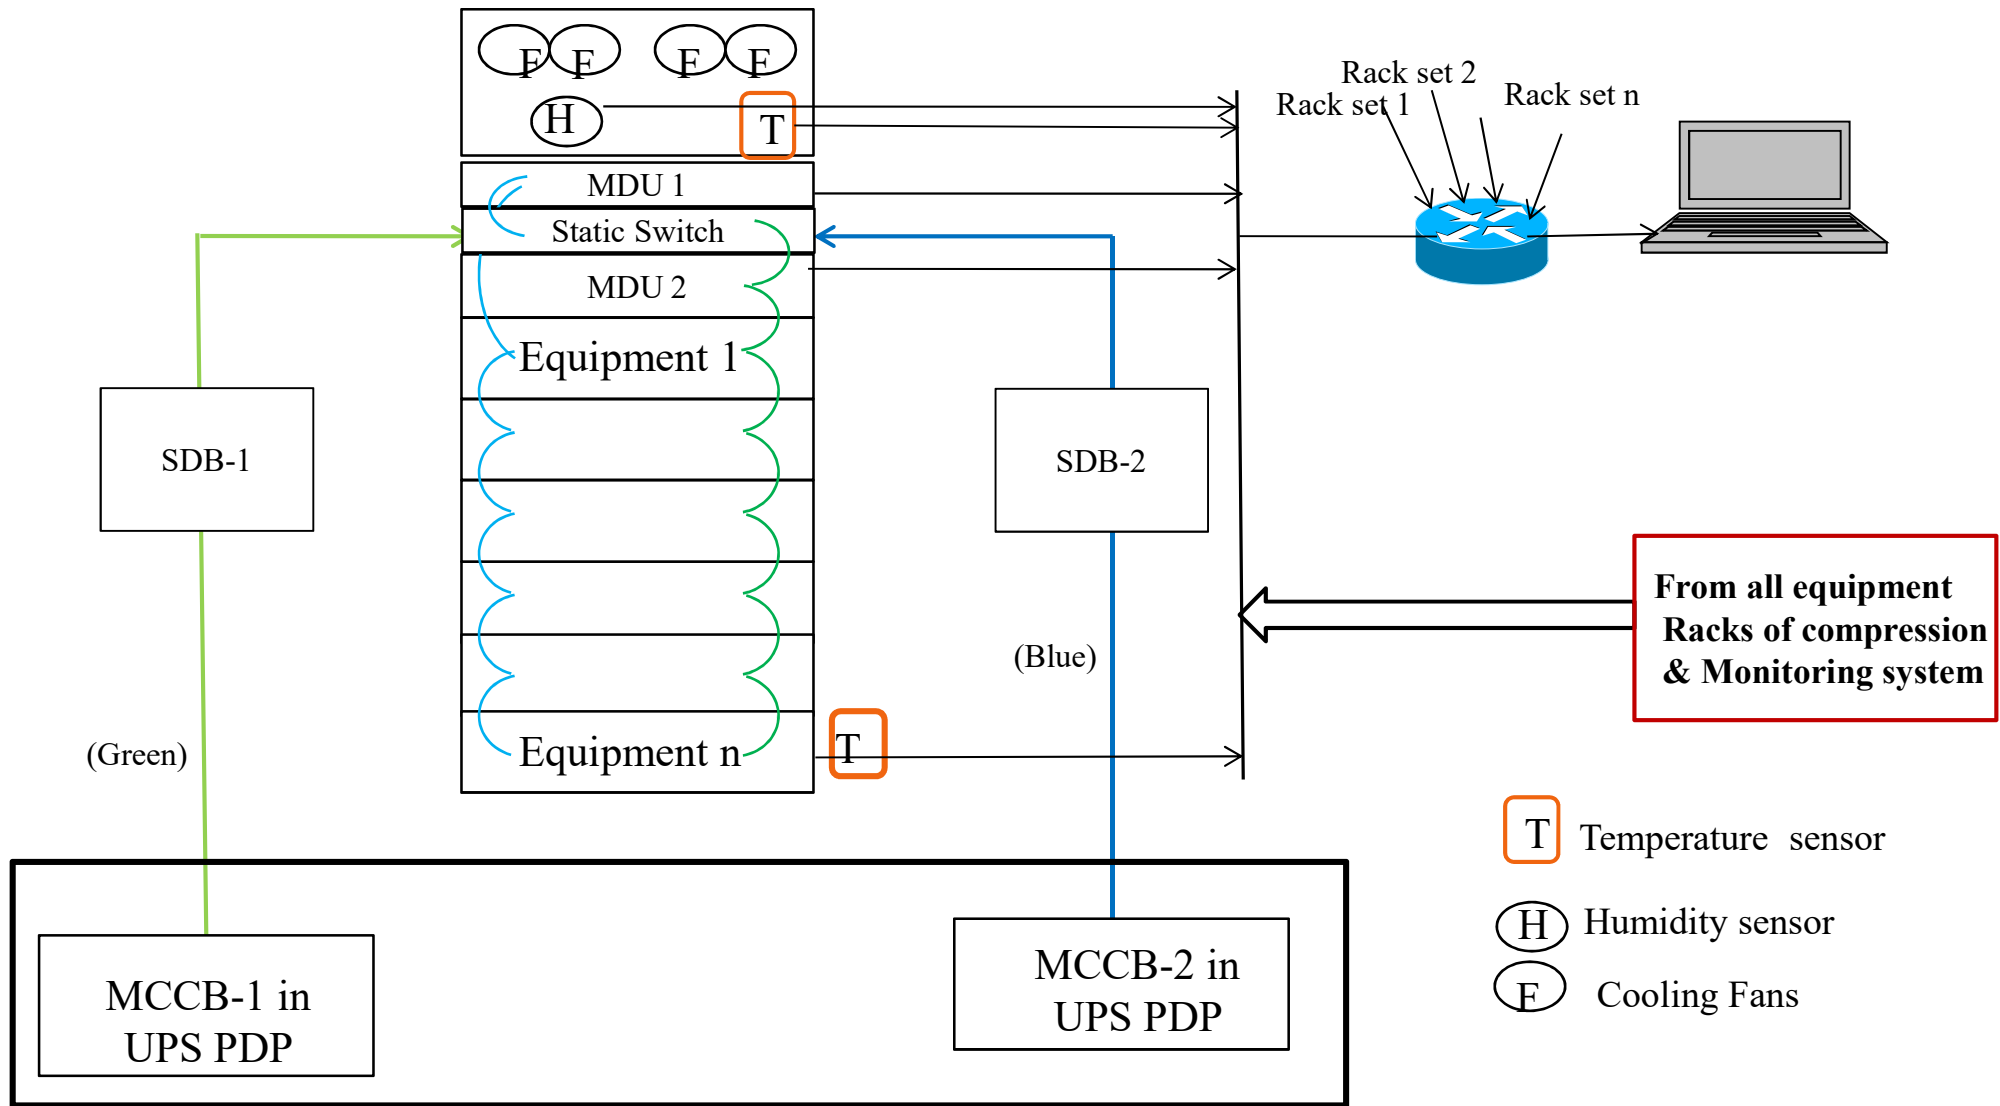 F F F F
H
T
MDU 1
Static Switch
MDU 2
Equipment 1
Equipment n
T
SDB-1
(Green)
SDB-2
(Blue)
MCCB-1 in
UPS PDP
MCCB-2 in
UPS PDP
Rack set 2
Rack set 1
Rack set n
From all equipment
Racks of compression
& Monitoring system
T Temperature sensor
H Humidity sensor
F Cooling Fans